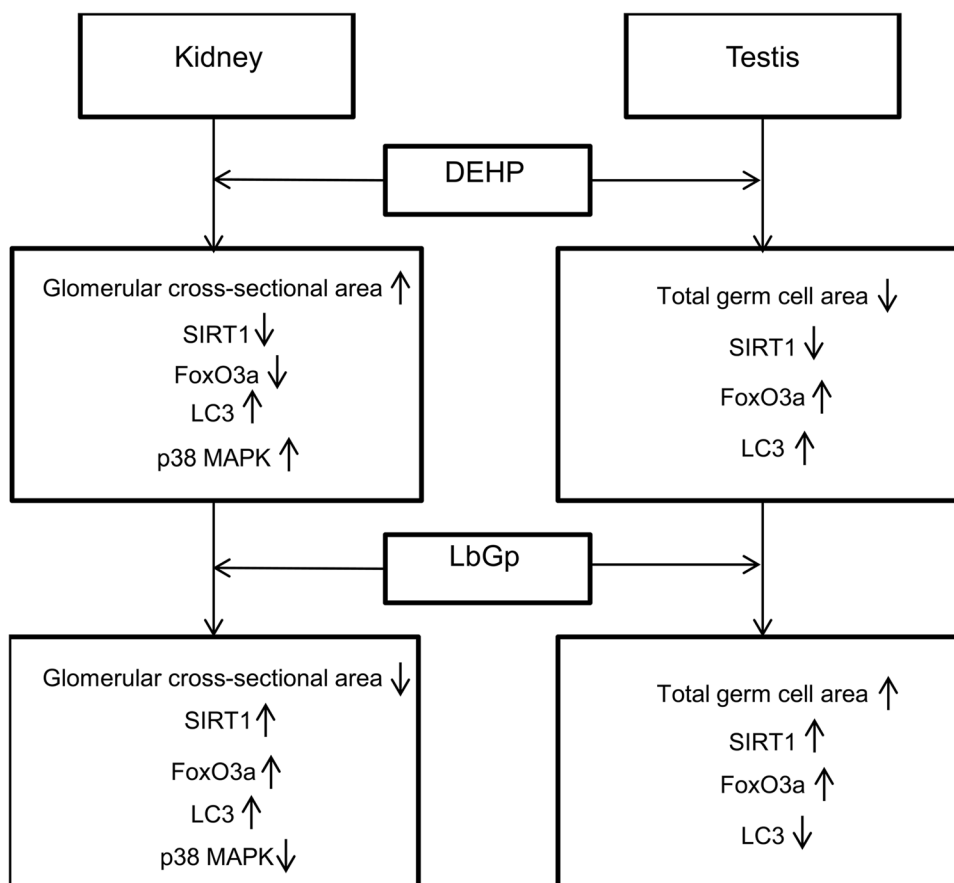 Kidney
Testis
DEHP
Glomerular cross-sectional area ↑
SIRT1 ↓
FoxO3a ↓
LC3 ↑
p38 MAPK ↑
Total germ cell area ↓
SIRT1 ↓
FoxO3a ↑
LC3 ↑
LbGp
Glomerular cross-sectional area ↓
SIRT1 ↑
FoxO3a ↑
LC3 ↑
p38 MAPK ↓
Total germ cell area ↑
SIRT1 ↑
FoxO3a ↑
LC3 ↓